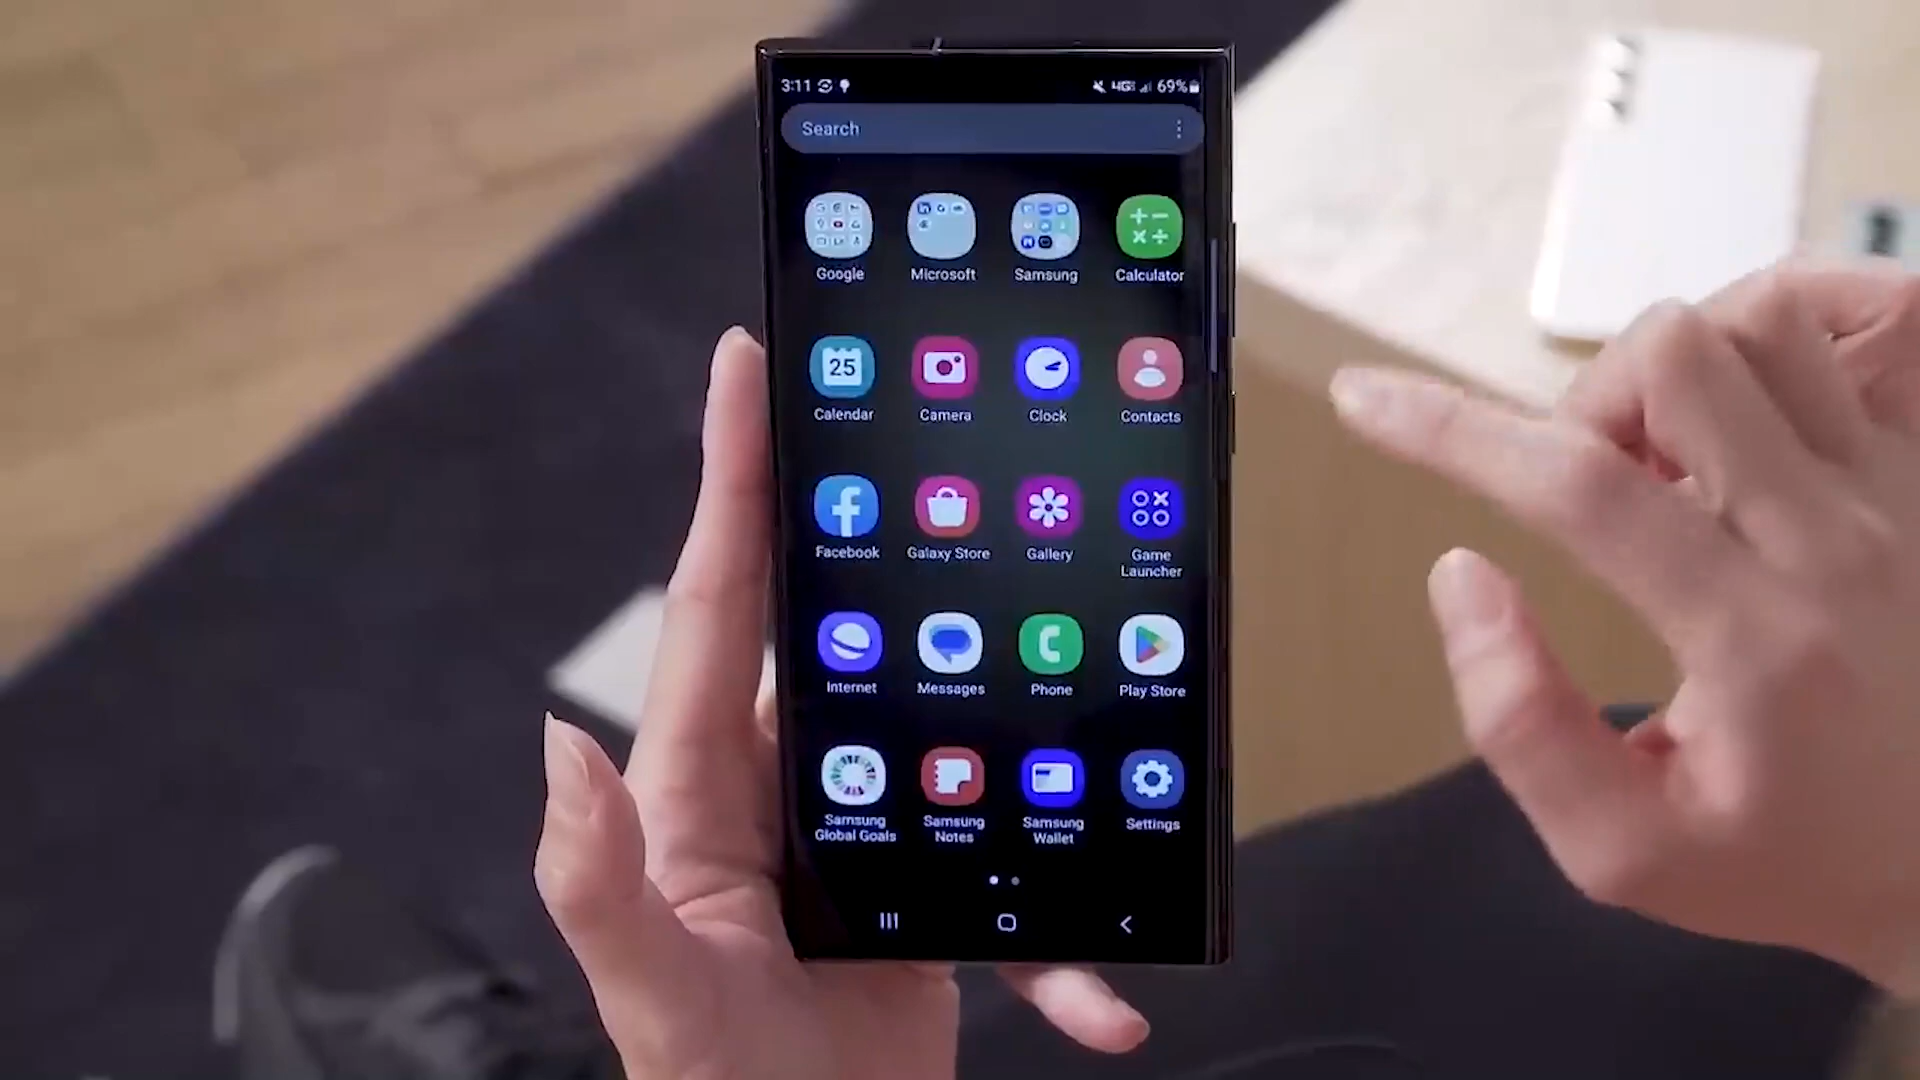 3:11
4G 69%
Search
Google Microsoft Samsung Calculator
25
Calendar Camera Clock Contacts
Facebook Galaxy Store Gallery Game
Launcher
Internet Messages Phone Play Store
Samsung
Global Goals
Samsung
Notes
Samsung
Wallet
Settings